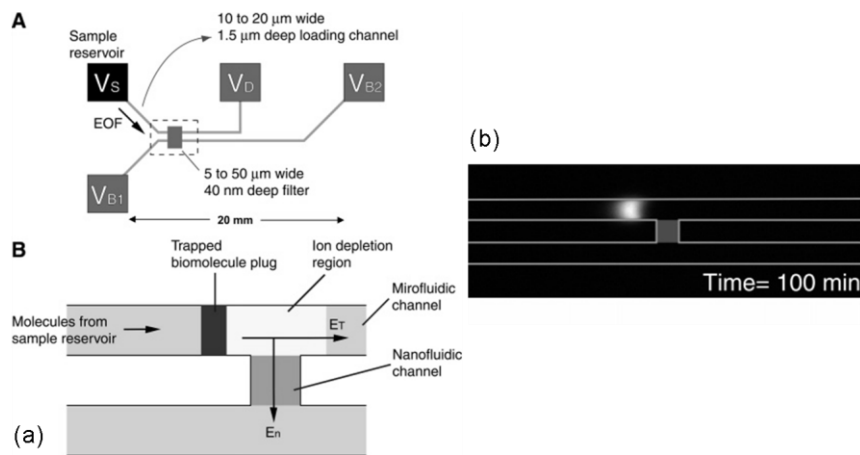 A
10 to 20 μm wide
1.5 μm deep loading channel
Sample
reservoir
VS
VD
VB2
EOF
VB1
5 to 50 μm wide
40 nm deep filter
20 mm
(b)
Time= 100 min
B
Trapped
biomolecule plug
Ion depletion
region
Mirofluidic
channel
Molecules from
sample reservoir
ET
Nanofluidic
channel
En
(a)